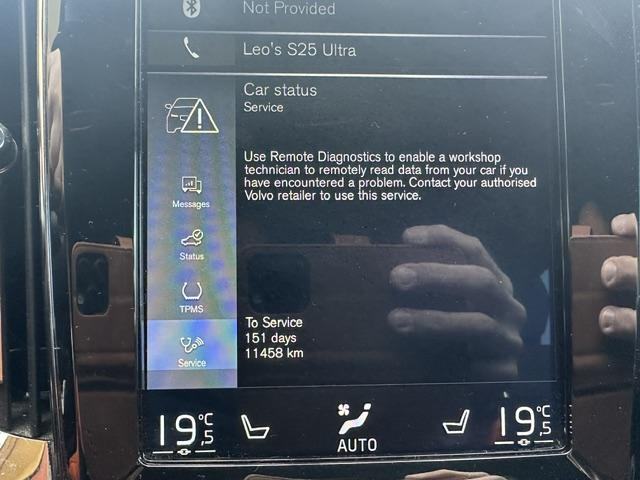 Not Provided
Leo's S25 Ultra
Car status
Service
Use Remote Diagnostics to enable a workshop
technician to remotely read data from your car if you
have encountered a problem. Contact your authorised
Volvo retailer to use this service.
Messages
Status
TPMS
Service
To Service
151 days
11458 km
19,5 °C
AUTO
19,5 °C